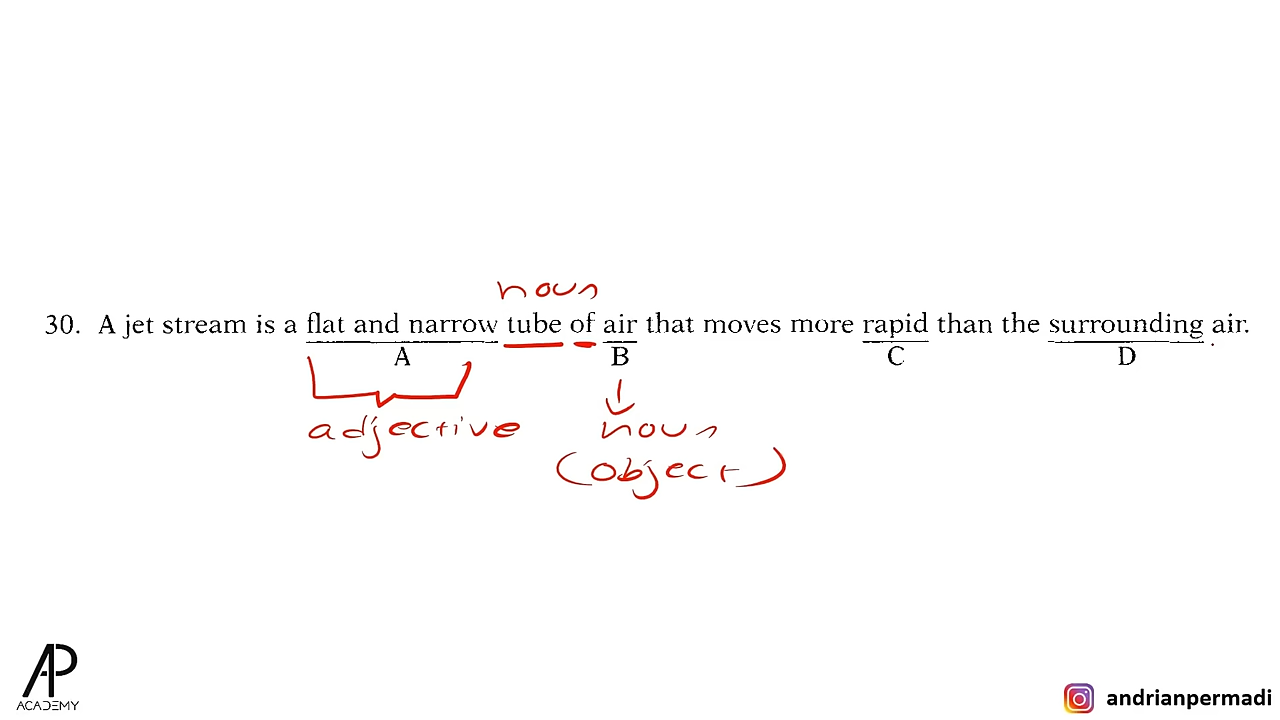 noun
30. A jet stream is a flat and narrow tube of air that moves more rapid than the surrounding air.
A B C D
adjective noun
(object)
AP
ACADEMY
andrianpermadi